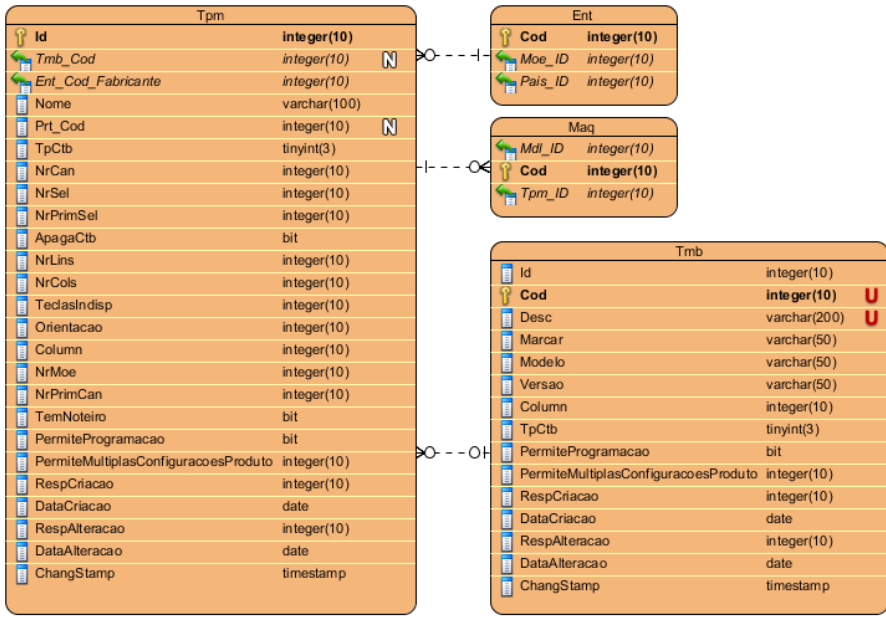 Tpm
Id integer(10)
Tmb_Cod integer(10) N
Ent_Cod_Fabricante integer(10)
Nome varchar(100)
Prt_Cod integer(10) N
TpCtb tinyint(3)
NrCan integer(10)
NrSel integer(10)
NrPrimSel integer(10)
ApagaCtb bit
NrLins integer(10)
NrCols integer(10)
TeclasIndisp integer(10)
Orientacao integer(10)
Column integer(10)
NrMoe integer(10)
NrPrimCan integer(10)
TemNoteiro bit
PermiteProgramacao bit
PermiteMultiplasConfiguracoesProduto integer(10)
RespCriacao integer(10)
DataCriacao date
RespAlteracao integer(10)
DataAlteracao date
ChangStamp timestamp
Ent
Cod integer(10)
Moe_ID integer(10)
Pais_ID integer(10)
Maq
Mdl_ID integer(10)
Cod integer(10)
Tpm_ID integer(10)
Tmb
Id integer(10)
Cod integer(10) U
Desc varchar(200) U
Marcar varchar(50)
Modelo varchar(50)
Versao varchar(50)
Column integer(10)
TpCtb tinyint(3)
PermiteProgramacao bit
PermiteMultiplasConfiguracoesProduto integer(10)
RespCriacao integer(10)
DataCriacao date
RespAlteracao integer(10)
DataAlteracao date
ChangStamp timestamp